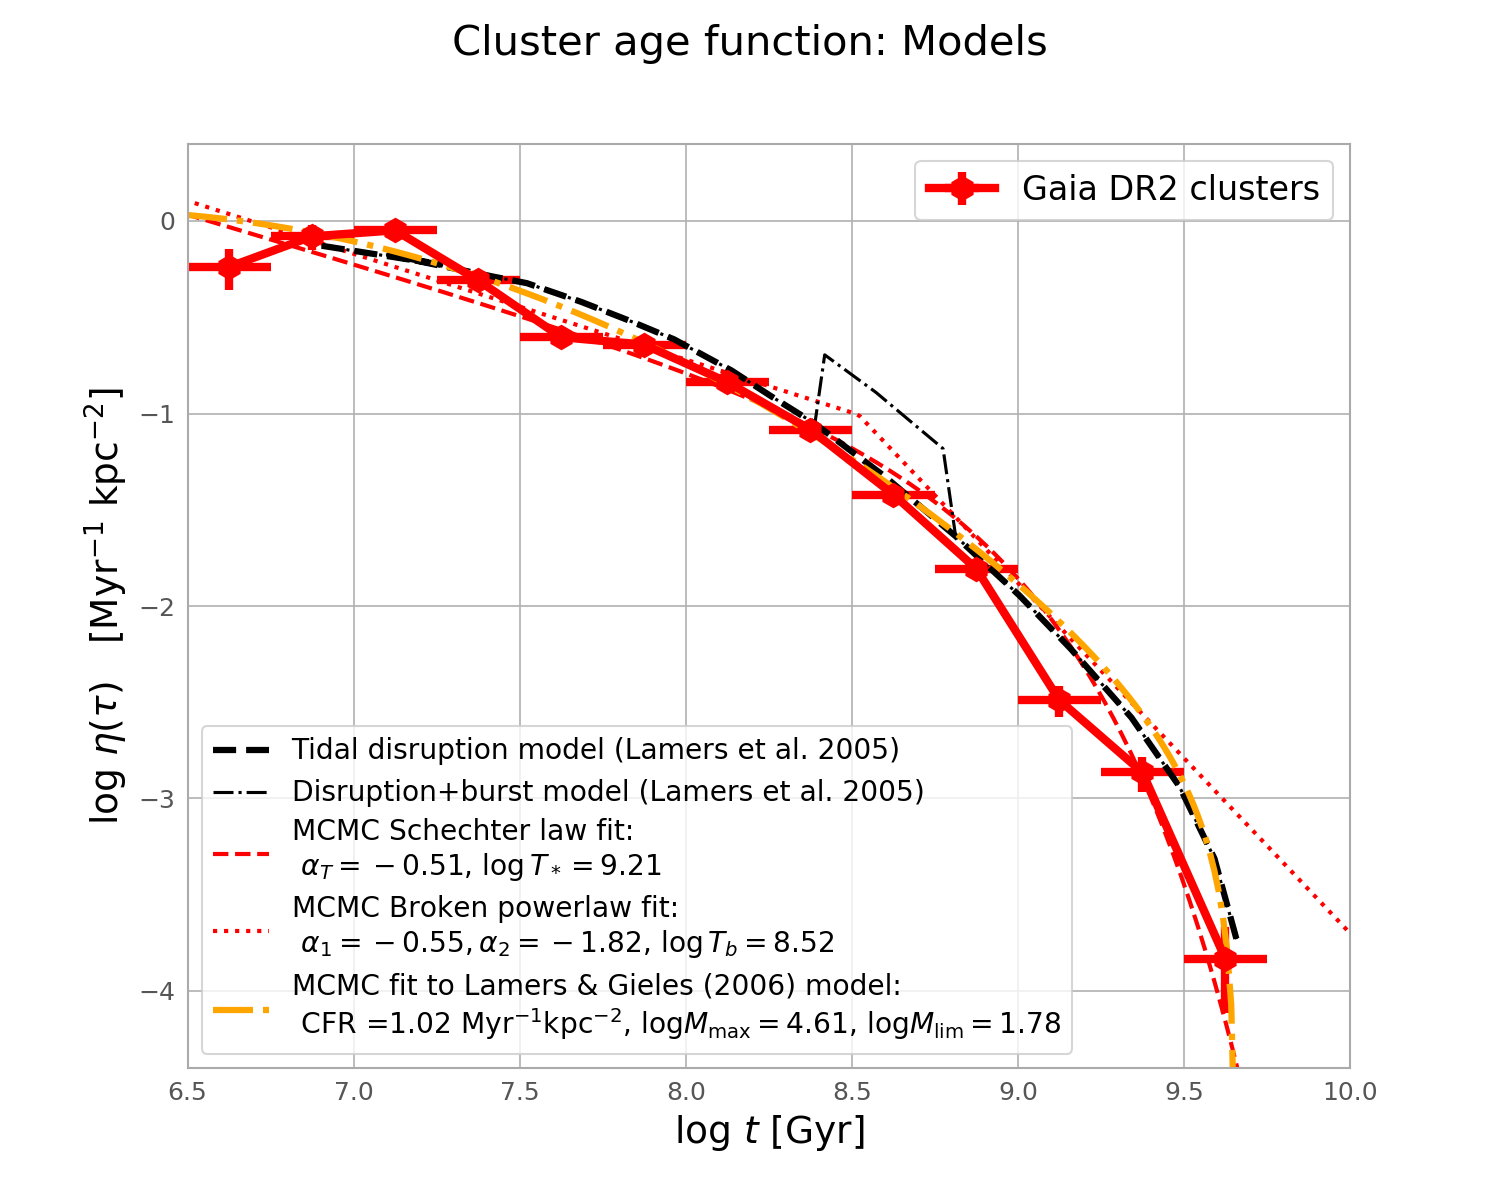 Cluster age function: Models
Gaia DR2 clusters
0
−1
−2
−3
−4
log η(τ) [Myr⁻¹ kpc⁻²]
Tidal disruption model (Lamers et al. 2005)
Disruption+burst model (Lamers et al. 2005)
MCMC Schechter law fit:
α_T = −0.51, log T_* = 9.21
MCMC Broken powerlaw fit:
α₁ = −0.55, α₂ = −1.82, log T_b = 8.52
MCMC fit to Lamers & Gieles (2006) model:
CFR =1.02 Myr⁻¹kpc⁻², logM_max = 4.61, logM_lim = 1.78
6.5 7.0 7.5 8.0 8.5 9.0 9.5 10.0
log t [Gyr]